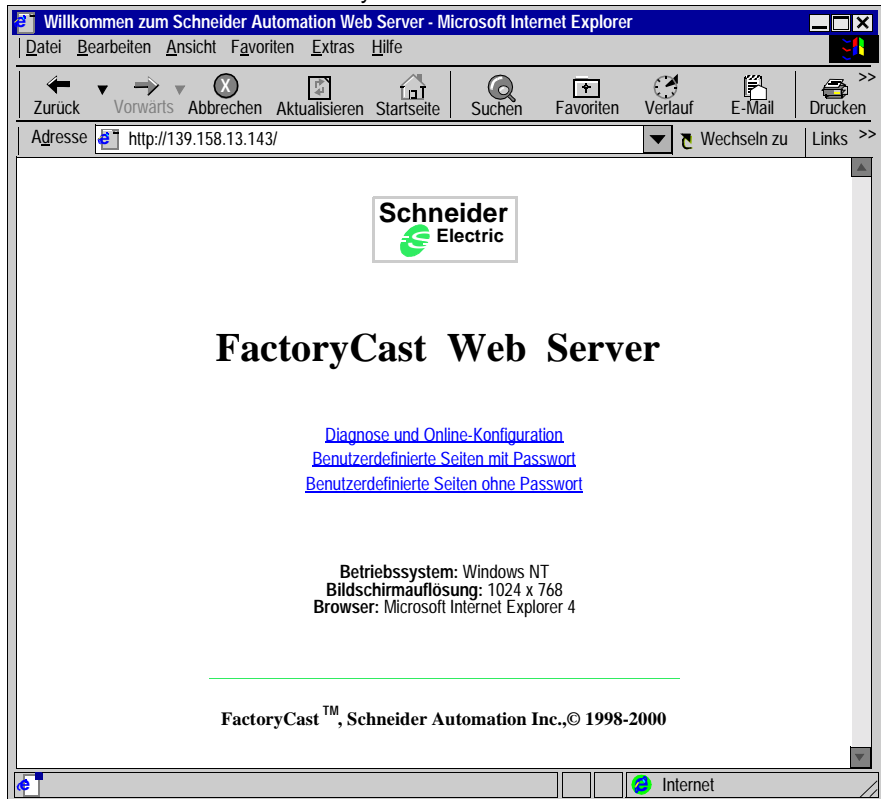 Willkommen zum Schneider Automation Web Server - Microsoft Internet Explorer
Datei Bearbeiten Ansicht Favoriten Extras Hilfe
Zurück Vorwärts Abbrechen Aktualisieren Startseite Suchen Favoriten Verlauf E-Mail Drucken >>
Adresse http://139.158.13.143/ Wechseln zu Links >>
Schneider
Electric
FactoryCast Web Server
Diagnose und Online-Konfiguration
Benutzerdefinierte Seiten mit Passwort
Benutzerdefinierte Seiten ohne Passwort
Betriebssystem: Windows NT
Bildschirmauflösung: 1024 x 768
Browser: Microsoft Internet Explorer 4
FactoryCast TM, Schneider Automation Inc.,© 1998-2000
Internet